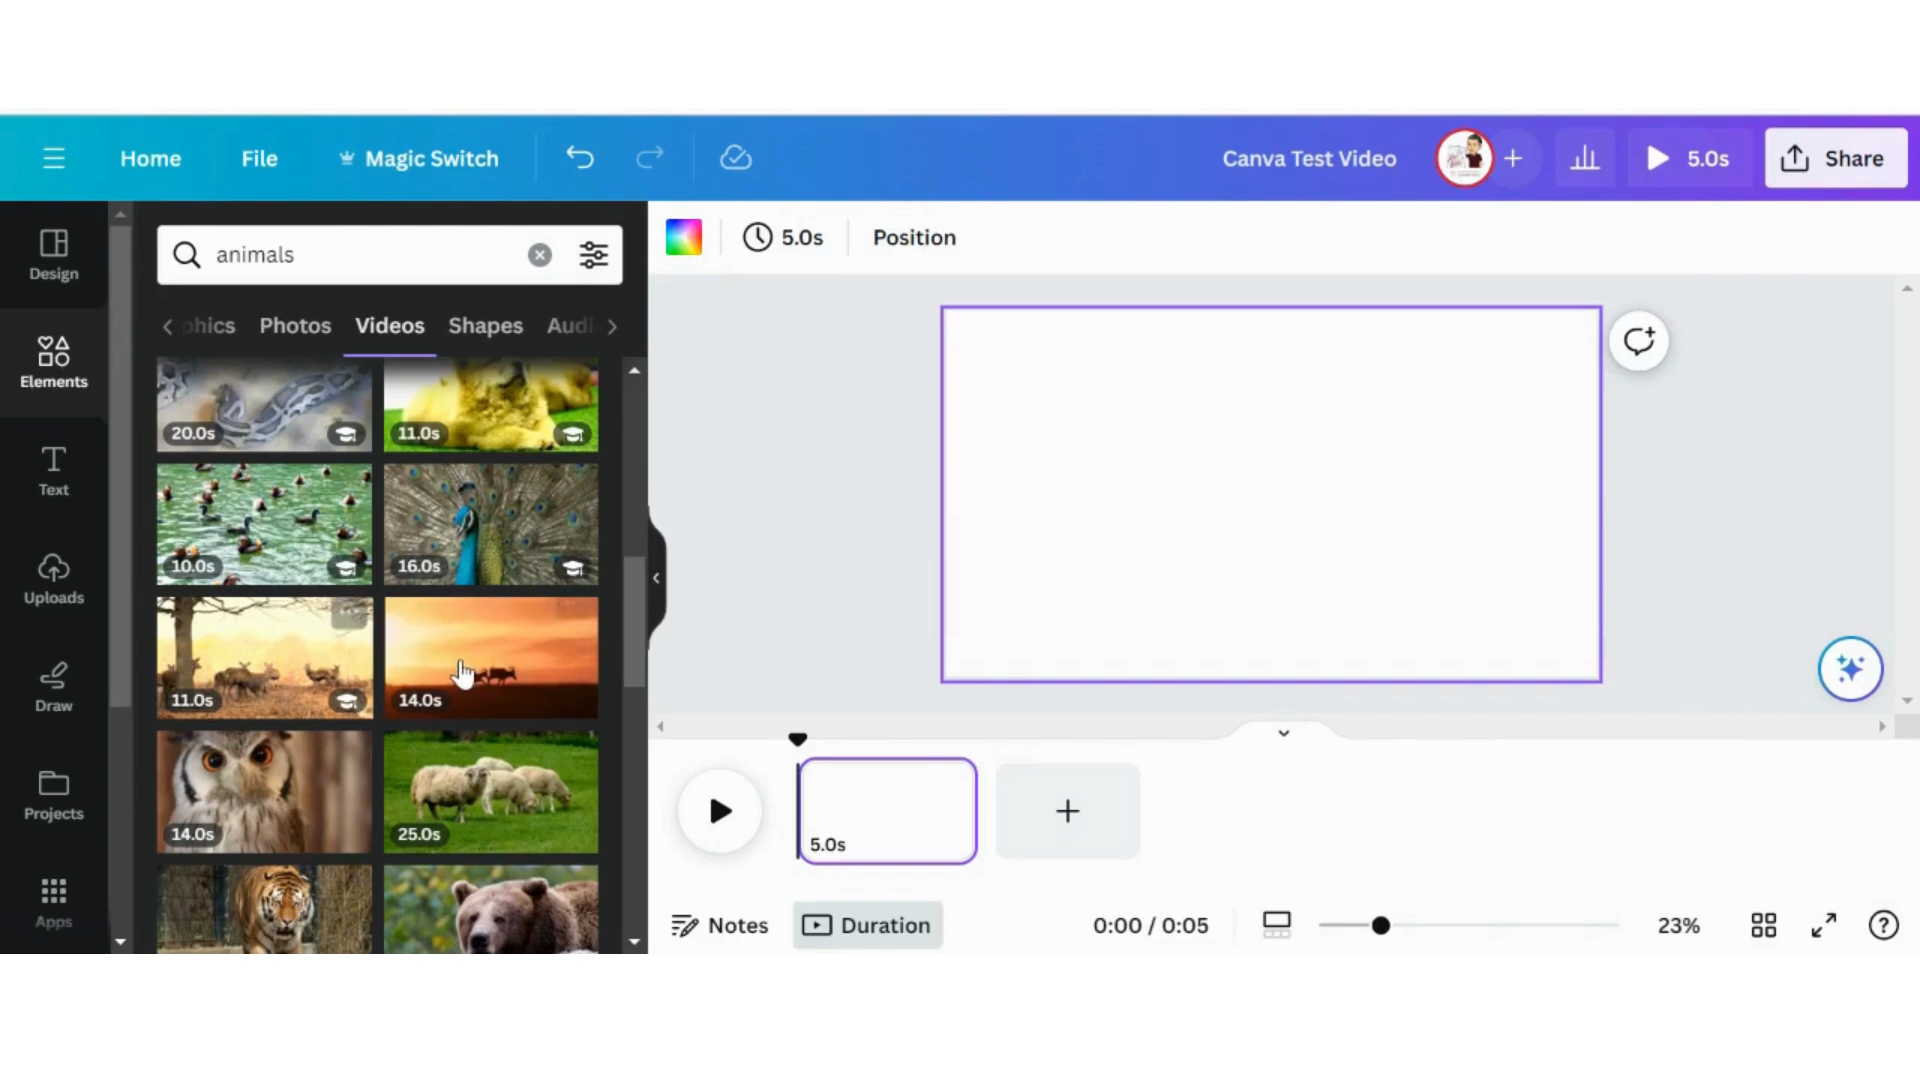 Home File Magic Switch Canva Test Video + 5.0s Share
Design
Elements
Text
Uploads
Draw
Projects
Apps
animals
phics Photos Videos Shapes Audi
20.0s 11.0s
10.0s 16.0s
11.0s 14.0s
14.0s 25.0s
5.0s Position
5.0s
+
Notes Duration 0:00 / 0:05 23% ?